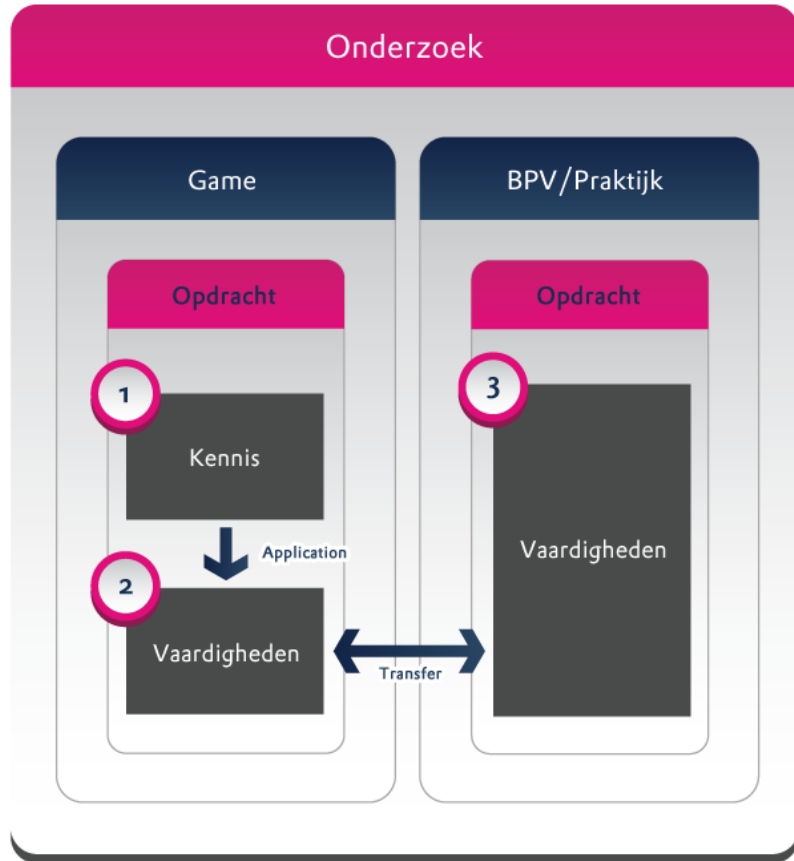 Onderzoek
Game
BPV/Praktijk
Opdracht
Opdracht
1
3
Kennis
Application
Vaardigheden
2
Vaardigheden
Transfer